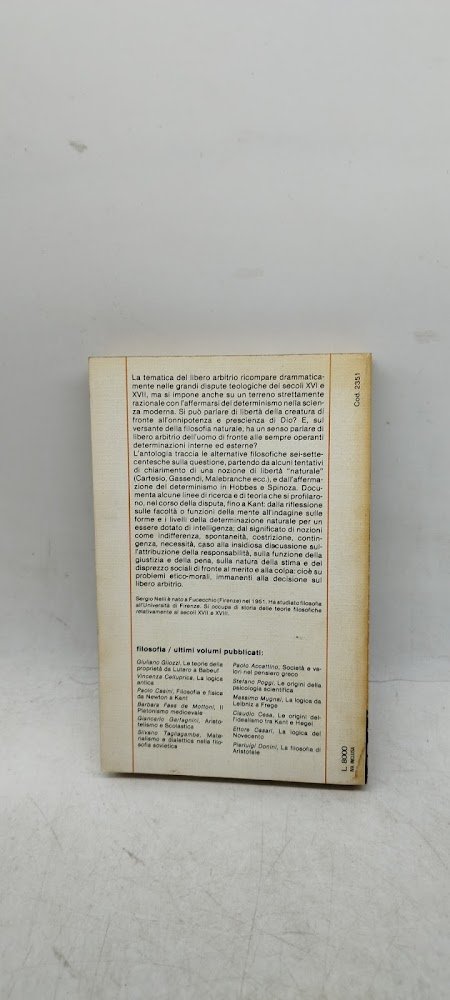 La tematica del libero arbitrio ricompare drammatica-
mente nelle grandi dispute teologiche dei secoli XVI e
XVII, ma si impone anche su un terreno strettamente
razionale con l'affermarsi del determinismo nella scien-
za moderna. Si può parlare di libertà della creatura di
fronte all'onnipotenza e prescienza di Dio? E, sul
versante della filosofia naturale, ha un senso parlare di
libero arbitrio dell'uomo di fronte alle sempre operanti
determinazioni interne ed esterne?
L'antologia traccia le alternative filosofiche sei-sette-
centesche sulla questione, partendo da alcuni tentativi
di chiarimento di una nozione di libertà "naturale"
(Cartesio, Gassendi, Malebranche ecc.), e dall'afferma-
zione del determinismo in Hobbes e Spinoza. Docu-
menta alcune linee di ricerca e di teoria che si profilaro-
no, nel corso della disputa, fino a Kant: dalla riflessione
sulle facoltà o funzioni della mente all'indagine sulle
forme e i livelli della determinazione naturale per un
essere dotato di intelligenza; dal significato di nozioni
come indifferenza, spontaneità, costrizione, contin-
genza, necessità, caso alla insidiosa discussione sul-
l'attribuzione della responsabilità, sulla funzione della
giustizia e della pena, sulla natura della stima e del
disprezzo sociali di fronte al merito e alla colpa: cioè su
problemi etico-morali, immanenti alla decisione sul
libero arbitrio.
Sergio Nelli è nato a Fucecchio (Firenze) nel 1951. Ha studiato filosofia
all'Università di Firenze. Si occupa di storia delle teorie filosofiche
relativamente ai secoli XVII e XVIII.
filosofia / ultimi volumi pubblicati:
Giuliano Gliozzi, Le teorie della
proprietà da Lutero a Babeuf
Vincenza Celluprica, La logica
antica
Paolo Casini, Filosofia e fisica
da Newton a Kant
Barbara Faes de Mottoni, Il
Platonismo medioevale
Giancarlo Garfagnini, Aristo-
telismo e Scolastica
Silvano Tagliagambe, Mate-
rialismo e dialettica nella filo-
sofia sovietica
Paolo Accattino, Società e va-
lori nel pensiero greco
Stefano Poggi, Le origini della
psicologia scientifica
Massimo Mugnai, La logica da
Leibniz a Frege
Claudio Cesa, Le origini del-
l'idealismo tra Kant e Hegel
Ettore Casari, La logica del
Novecento
Pierluigi Donini, La filosofia di
Aristotele
Cod. 2351
L. 8000
IVA INCLUSA